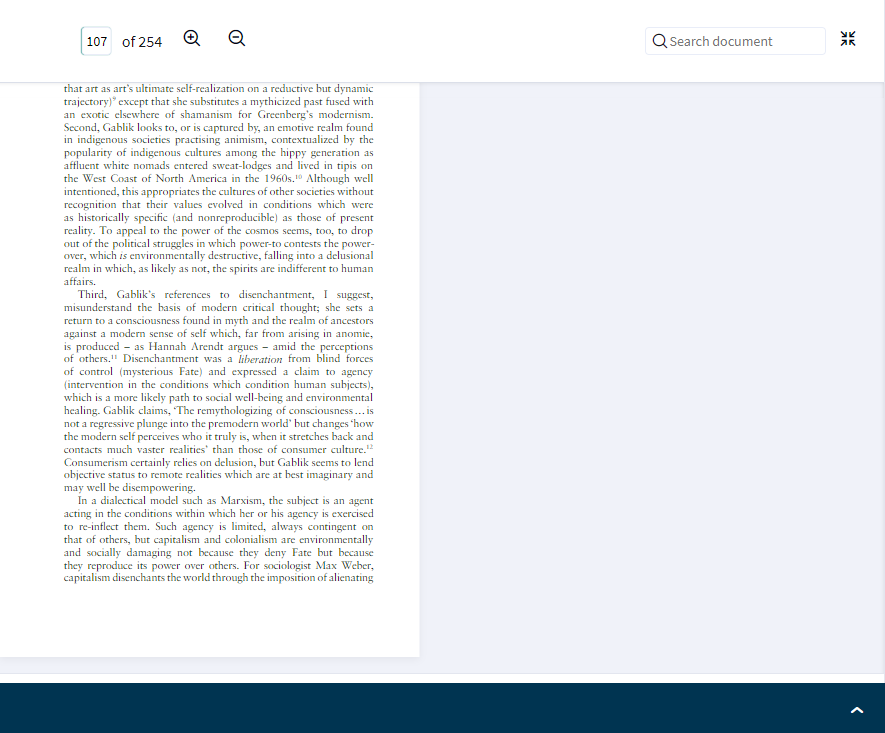 107 of 254
Search document
that art as art's ultimate self-realization on a reductive but dynamic
trajectory)⁹ except that she substitutes a mythicized past fused with
an exotic elsewhere of shamanism for Greenberg's modernism.
Second, Gablik looks to, or is captured by, an emotive realm found
in indigenous societies practising animism, contextualized by the
popularity of indigenous cultures among the hippy generation as
affluent white nomads entered sweat-lodges and lived in tipis on
the West Coast of North America in the 1960s.¹⁰ Although well
intentioned, this appropriates the cultures of other societies without
recognition that their values evolved in conditions which were
as historically specific (and nonreproducible) as those of present
reality. To appeal to the power of the cosmos seems, too, to drop
out of the political struggles in which power-to contests the power-
over, which is environmentally destructive, falling into a delusional
realm in which, as likely as not, the spirits are indifferent to human
affairs.
Third, Gablik's references to disenchantment, I suggest,
misunderstand the basis of modern critical thought; she sets a
return to a consciousness found in myth and the realm of ancestors
against a modern sense of self which, far from arising in anomie,
is produced – as Hannah Arendt argues – amid the perceptions
of others.¹¹ Disenchantment was a liberation from blind forces
of control (mysterious Fate) and expressed a claim to agency
(intervention in the conditions which condition human subjects),
which is a more likely path to social well-being and environmental
healing. Gablik claims, 'The remythologizing of consciousness… is
not a regressive plunge into the premodern world' but changes 'how
the modern self perceives who it truly is, when it stretches back and
contacts much vaster realities' than those of consumer culture.¹²
Consumerism certainly relies on delusion, but Gablik seems to lend
objective status to remote realities which are at best imaginary and
may well be disempowering.
In a dialectical model such as Marxism, the subject is an agent
acting in the conditions within which her or his agency is exercised
to re-inflect them. Such agency is limited, always contingent on
that of others, but capitalism and colonialism are environmentally
and socially damaging not because they deny Fate but because
they reproduce its power over others. For sociologist Max Weber,
capitalism disenchants the world through the imposition of alienating